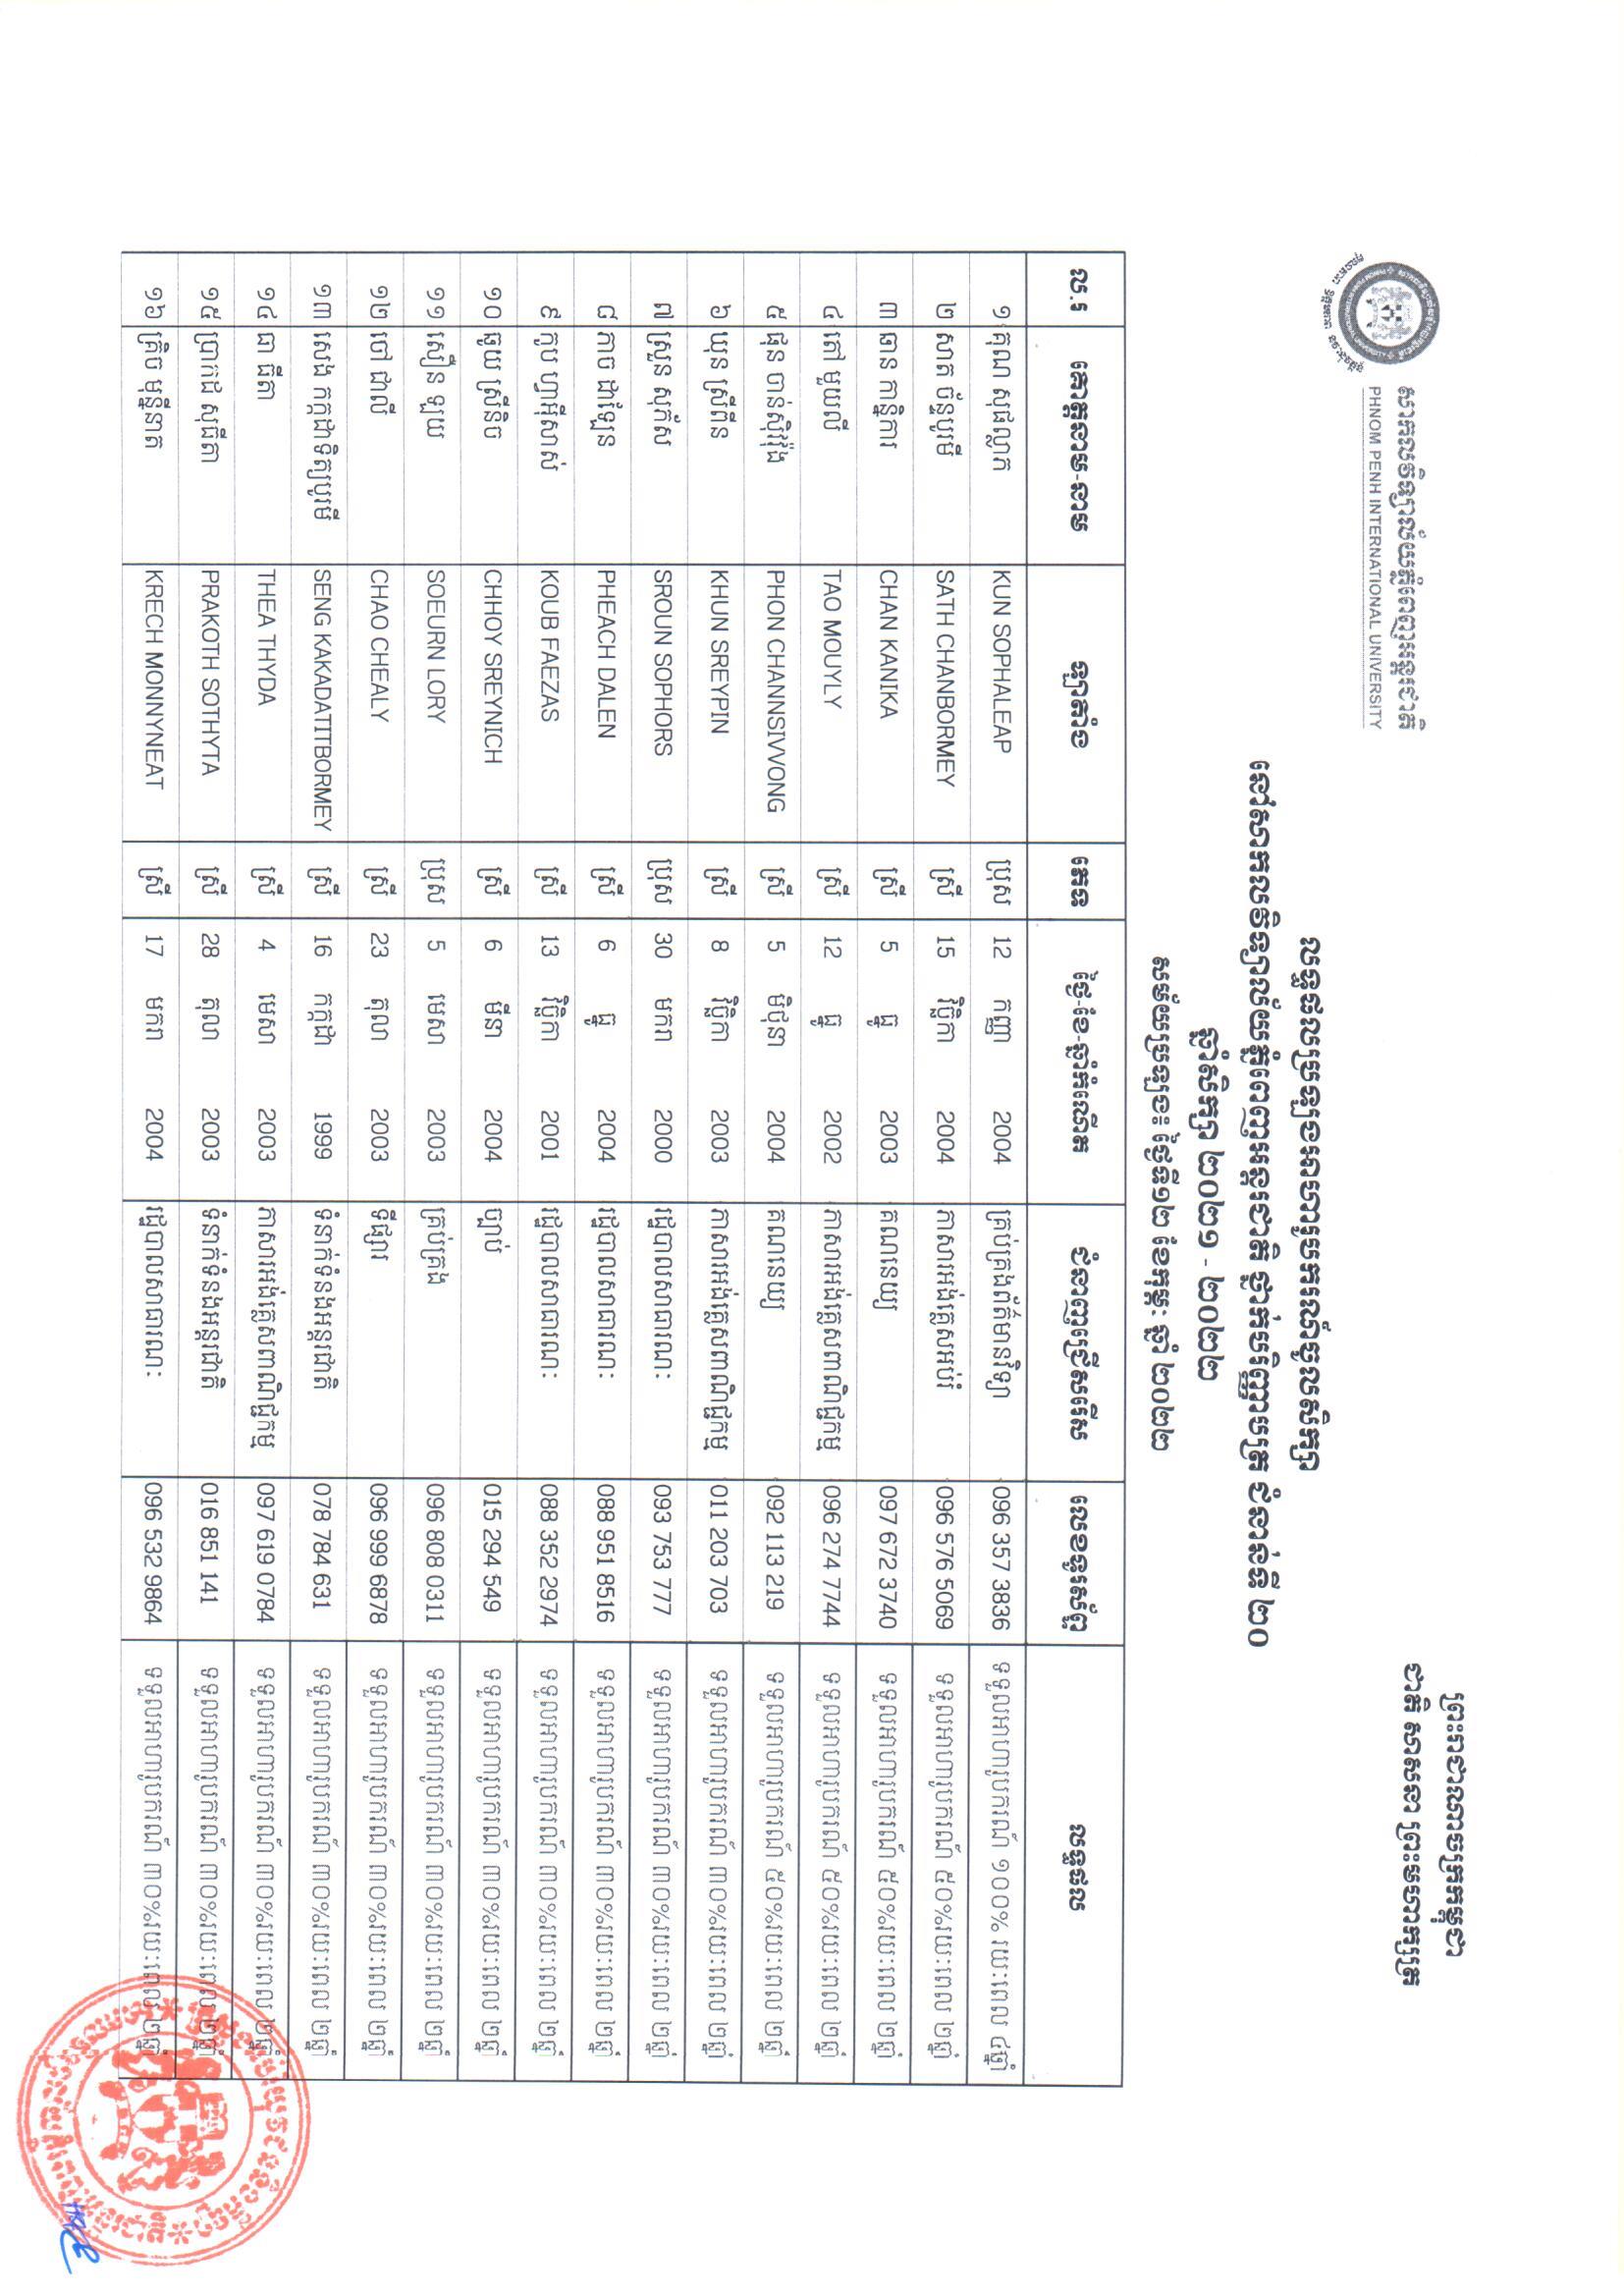 ព្រះរាជាណាចក្រកម្ពុជា
ជាតិ សាសនា ព្រះមហាក្សត្រ
សាកលវិទ្យាល័យភ្នំពេញអន្តរជាតិ
PHNOM PENH INTERNATIONAL UNIVERSITY
លទ្ធផលប្រឡងអាហារូបករណ៍ចូលសិក្សា
នៅសាកលវិទ្យាល័យភ្នំពេញអន្តរជាតិ ថ្នាក់បរិញ្ញាបត្រ ជំនាន់ទី ២០
ឆ្នាំសិក្សា ២០២១ - ២០២២
សម័យប្រឡង៖ ថ្ងៃទី១២ ខែកុម្ភៈ ឆ្នាំ ២០២២
ល.រ គោត្តនាម-នាម ឡាតាំង ភេទ ថ្ងៃ-ខែ-ឆ្នាំកំណើត ជំនាញជ្រើសរើស លេខទូរស័ព្ទ លទ្ធផល
១ គុណ សុផល្លាភ KUN SOPHALEAP ប្រុស 12 កញ្ញា 2004 គ្រប់គ្រងព័ត៌មានវិទ្យា 096 357 3836 ទទួលអាហារូបករណ៍ ១០០% រយៈពេល ៤ឆ្នាំ
២ សាត ច័ន្ទបូរមី SATH CHANBORMEY ស្រី 15 វិច្ឆិកា 2004 ភាសារអង់គ្លេសអប់រំ 096 576 5069 ទទួលអាហារូបករណ៍ ៥០%រយៈពេល ២ឆ្នាំ
៣ ឆាន កាន្និការ CHAN KANIKA ស្រី 5 ធ្នូ 2003 គណនេយ្យ 097 672 3740 ទទួលអាហារូបករណ៍ ៥០%រយៈពេល ២ឆ្នាំ
៤ តៅ មួយលី TAO MOUYLY ស្រី 12 ធ្នូ 2002 ភាសារអង់គ្លេសពាណិជ្ជកម្ម 096 274 7744 ទទួលអាហារូបករណ៍ ៥០%រយៈពេល ២ឆ្នាំ
៥ ផុន ចាន់ស៊ីវវ៉ុង PHON CHANNSIVVONG ស្រី 5 មិថុនា 2004 គណនេយ្យ 092 113 219 ទទួលអាហារូបករណ៍ ៥០%រយៈពេល ២ឆ្នាំ
៦ ឃុន ស្រីពីន KHUN SREYPIN ស្រី 8 វិច្ឆិកា 2003 ភាសារអង់គ្លេសពាណិជ្ជកម្ម 011 203 703 ទទួលអាហារូបករណ៍ ៣០%រយៈពេល ២ឆ្នាំ
៧ ស្រួន សុភ័ស SROUN SOPHORS ប្រុស 30 មករា 2000 រដ្ឋបាលសាធារណៈ 093 753 777 ទទួលអាហារូបករណ៍ ៣០%រយៈពេល ២ឆ្នាំ
៨ ភាច ដាឡែន PHEACH DALEN ស្រី 6 ធ្នូ 2004 រដ្ឋបាលសាធារណៈ 088 951 8516 ទទួលអាហារូបករណ៍ ៣០%រយៈពេល ២ឆ្នាំ
៩ កូប ហ្វាអ៊ីសាស់ KOUB FAEZAS ស្រី 13 វិច្ឆិកា 2001 រដ្ឋបាលសាធារណៈ 088 352 2974 ទទួលអាហារូបករណ៍ ៣០%រយៈពេល ២ឆ្នាំ
១០ ឆូយ ស្រីនិច CHHOY SREYNICH ស្រី 6 មីនា 2004 ច្បាប់ 015 294 549 ទទួលអាហារូបករណ៍ ៣០%រយៈពេល ២ឆ្នាំ
១១ សឿន ឡយ SOEURN LORY ប្រុស 5 មេសា 2003 គ្រប់គ្រង 096 808 0311 ទទួលអាហារូបករណ៍ ៣០%រយៈពេល ២ឆ្នាំ
១២ ចៅ ជាលី CHAO CHEALY ស្រី 23 តុលា 2003 ទីផ្សារ 096 999 6878 ទទួលអាហារូបករណ៍ ៣០%រយៈពេល ២ឆ្នាំ
១៣ សេង កក្កដាទិត្យបូរមី SENG KAKADATITBORMEY ស្រី 16 កក្កដា 1999 ទំនាក់ទំនងអន្តរជាតិ 078 784 631 ទទួលអាហារូបករណ៍ ៣០%រយៈពេល ២ឆ្នាំ
១៤ ធា ធីតា THEA THYDA ស្រី 4 មេសា 2003 ភាសារអង់គ្លេសពាណិជ្ជកម្ម 097 619 0784 ទទួលអាហារូបករណ៍ ៣០%រយៈពេល ២ឆ្នាំ
១៥ ប្រាកដ សុធីតា PRAKOTH SOTHYTA ស្រី 28 តុលា 2003 ទំនាក់ទំនងអន្តរជាតិ 016 851 141 ទទួលអាហារូបករណ៍ ៣០%រយៈពេល ២ឆ្នាំ
១៦ គ្រិច មុន្នីនាត KRECH MONNYNEAT ស្រី 17 មករា 2004 រដ្ឋបាលសាធារណៈ 096 532 9864 ទទួលអាហារូបករណ៍ ៣០%រយៈពេល ២ឆ្នាំ